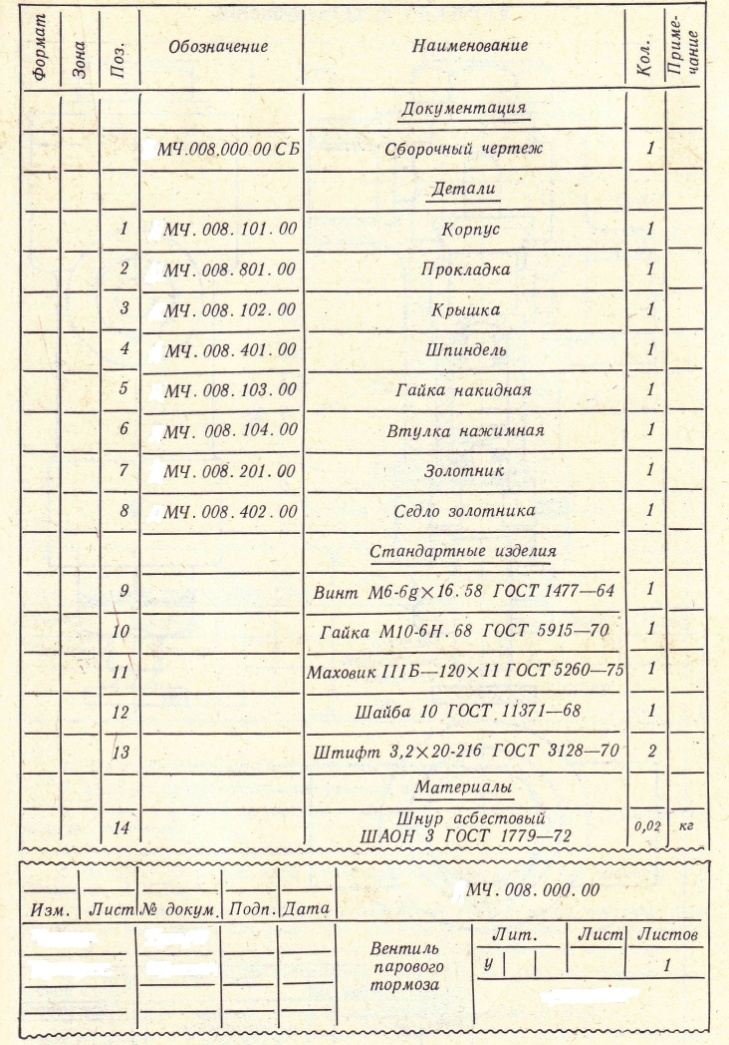 Формат Зона Поз. Обозначение Наименование Кол. Приме-
чание
Документация
МЧ.008.000 00 СБ Сборочный чертеж 1
Детали
1 МЧ.008.101.00 Корпус 1
2 МЧ.008.801.00 Прокладка 1
3 МЧ.008.102.00 Крышка 1
4 МЧ.008.401.00 Шпиндель 1
5 МЧ.008.103.00 Гайка накидная 1
6 МЧ.008.104.00 Втулка нажимная 1
7 МЧ.008.201.00 Золотник 1
8 МЧ.008.402.00 Седло золотника 1
Стандартные изделия
9 Винт М6-6g×16.58 ГОСТ 1477—64 1
10 Гайка М10-6Н.68 ГОСТ 5915—70 1
11 Маховик IIIБ—120×11 ГОСТ 5260—75 1
12 Шайба 10 ГОСТ 11371—68 1
13 Штифт 3,2×20-216 ГОСТ 3128—70 2
Материалы
14 Шнур асбестовый 0,02 кг
ШАОН 3 ГОСТ 1779—72
МЧ.008.000.00
Изм. Лист № докум. Подп. Дата
Вентиль
парового
тормоза
Лит. Лист Листов
У 1